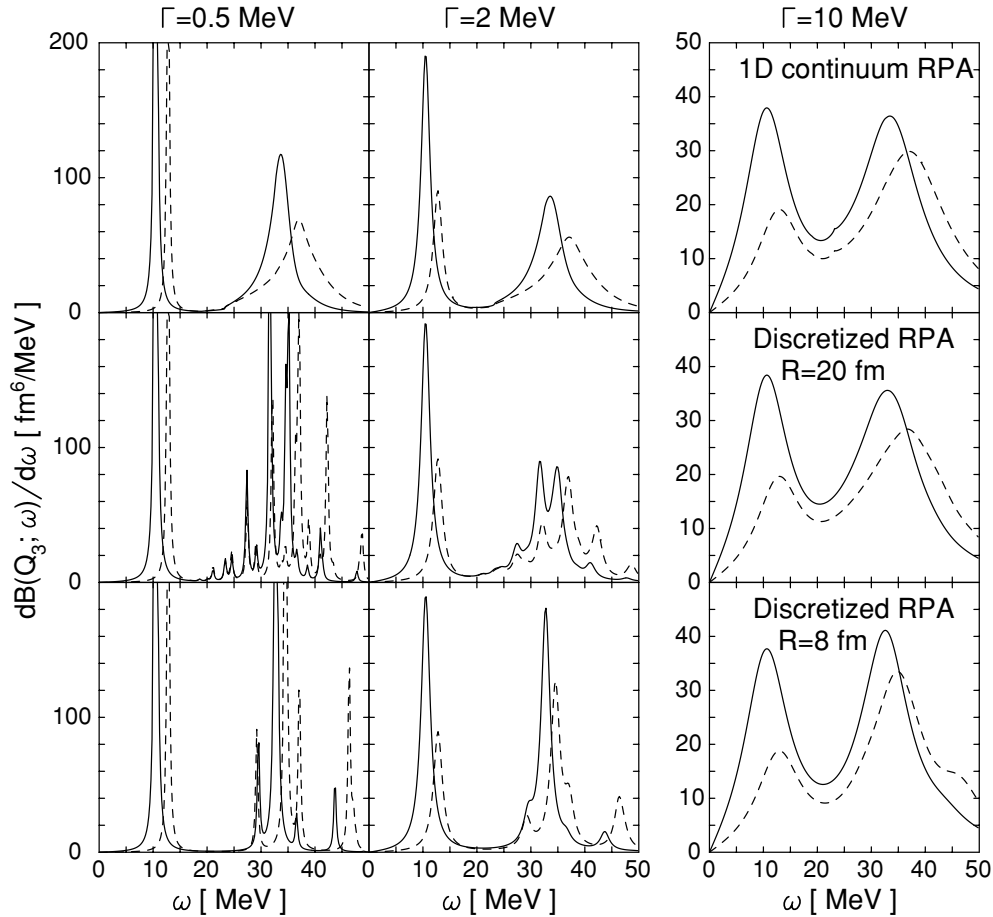 Γ=0.5 MeV Γ=2 MeV Γ=10 MeV
200 50
1D continuum RPA
40
30
100
20
10
0 0
dB(Q₃; ω)/dω [ fm⁶/MeV]
Discretized RPA
R=20 fm
40
30
100
20
10
0 0
Discretized RPA
R=8 fm
40
30
100
20
10
0 10 20 30 40 0 10 20 30 40 50 0 10 20 30 40 50
0
ω [ MeV] ω [ MeV] ω [ MeV]